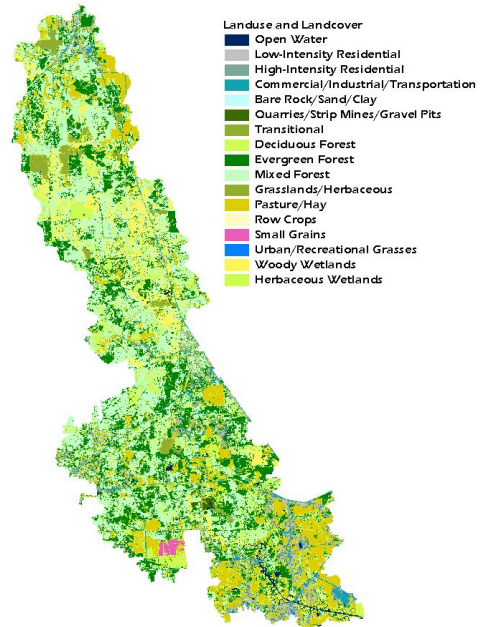 Landuse and Landcover
Open Water
Low-Intensity Residential
High-Intensity Residential
Commercial/Industrial/Transportation
Bare Rock/Sand/Clay
Quarries/Strip Mines/Gravel Pits
Transitional
Deciduous Forest
Evergreen Forest
Mixed Forest
Grasslands/Herbaceous
Pasture/Hay
Row Crops
Small Grains
Urban/Recreational Grasses
Woody Wetlands
Herbaceous Wetlands